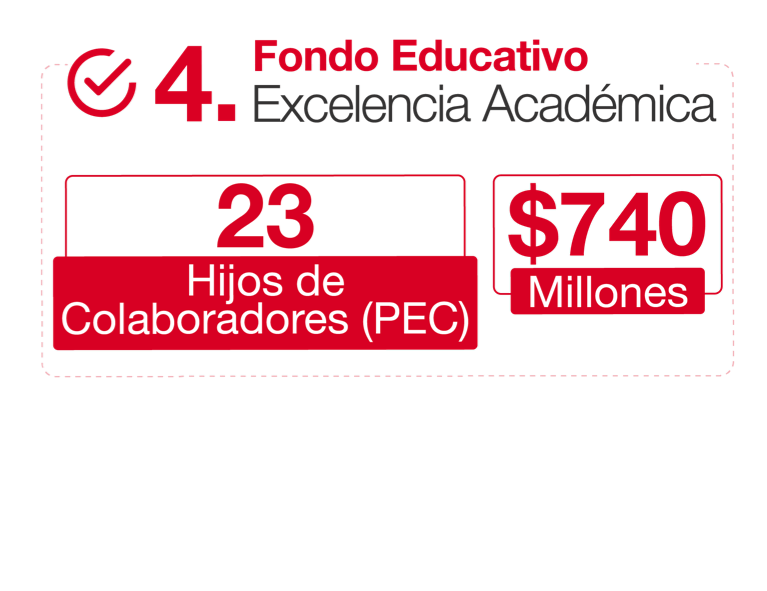 4.
Fondo Educativo
Excelencia Académica
23
Hijos de
Colaboradores (PEC)
$740
Millones